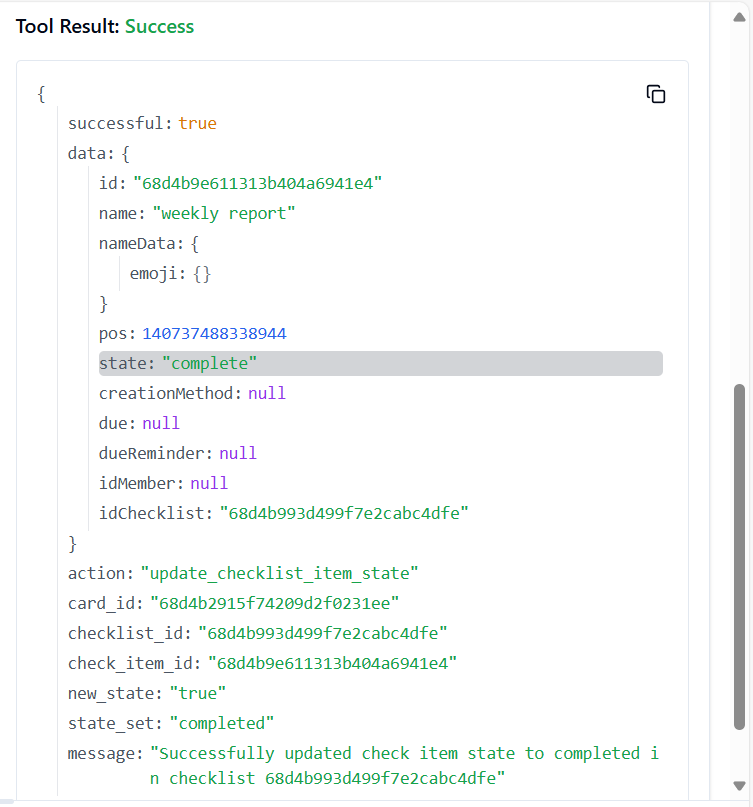 Tool Result: Success
{
successful: true
data: {
id: "68d4b9e611313b404a6941e4"
name: "weekly report"
nameData: {
emoji: {}
}
pos: 140737488338944
state: "complete"
creationMethod: null
due: null
dueReminder: null
idMember: null
idChecklist: "68d4b993d499f7e2cabc4dfe"
}
action: "update_checklist_item_state"
card_id: "68d4b2915f74209d2f0231ee"
checklist_id: "68d4b993d499f7e2cabc4dfe"
check_item_id: "68d4b9e611313b404a6941e4"
new_state: "true"
state_set: "completed"
message: "Successfully updated check item state to completed i
n checklist 68d4b993d499f7e2cabc4dfe"